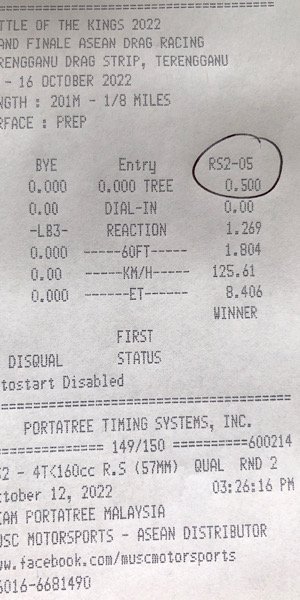 TTLE OF THE KINGS 2022
AND FINALE ASEAN DRAG RACING
ERENGGANU DRAG STRIP, TERENGGANU
- 16 OCTOBER 2022
NGTH : 201M - 1/8 MILES
RFACE : PREP
BYE Entry RS2-05
0.000 0.000 TREE 0.500
0.00 DIAL-IN 0.00
-LB3- REACTION 1.269
0.000 ------60FT------ 1.804
0.00 ------KM/H------ 125.61
0.000 -------ET------- 8.406
WINNER
FIRST
DISQUAL STATUS
tostart Disabled
PORTATREE TIMING SYSTEMS, INC.
============= 149/150 ==========600214
S2 - 4T<160cc R.S (57MM) QUAL RND 2
ctober 12, 2022 03:26:16 PM
EAM PORTATREE MALAYSIA
USC MOTORSPORTS - ASEAN DISTRIBUTOR
ww.facebook.com/muscmotorsports
6016-6681490